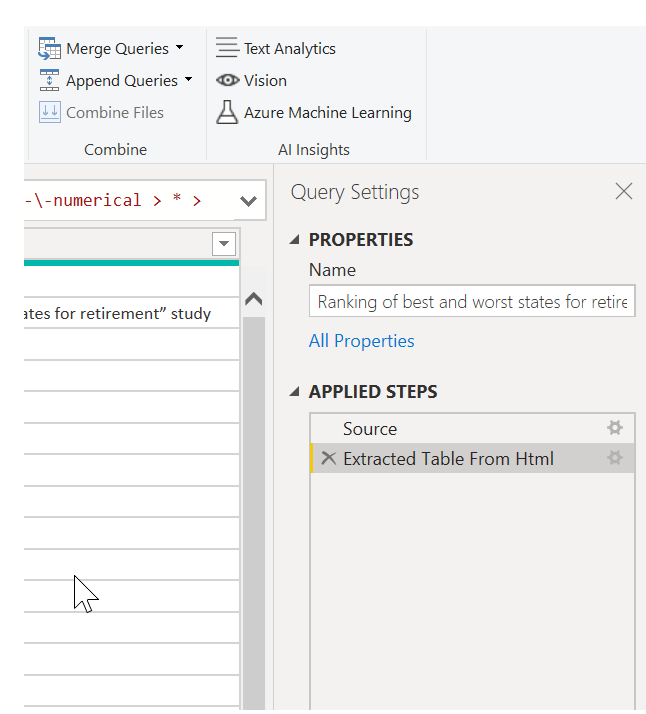 Merge Queries
Text Analytics
Append Queries
Vision
Combine Files
Azure Machine Learning
Combine
AI Insights
-\-numerical > * >
Query Settings
PROPERTIES
Name
ates for retirement” study
Ranking of best and worst states for retire
All Properties
APPLIED STEPS
Source
Extracted Table From Html